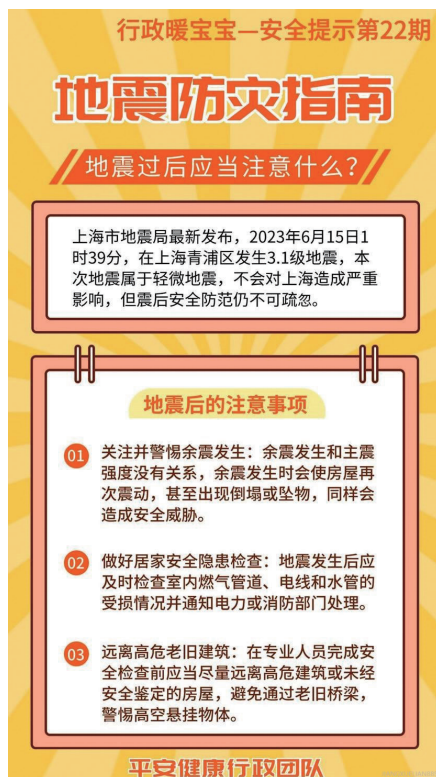 行政暖宝宝—安全提示第22期
地震防灾指南
地震过后应当注意什么？
上海市地震局最新发布，2023年6月15日1
时39分，在上海青浦区发生3.1级地震，本
次地震属于轻微地震，不会对上海造成严重
影响，但震后安全防范仍不可疏忽。
地震后的注意事项
01
关注并警惕余震发生：余震发生和主震
强度没有关系，余震发生时会使房屋再
次震动，甚至出现倒塌或坠物，同样会
造成安全威胁。
02
做好居家安全隐患检查：地震发生后应
及时检查室内燃气管道、电线和水管的
受损情况并通知电力或消防部门处理。
03
远离高危老旧建筑：在专业人员完成安
全检查前应当尽量远离高危建筑或未经
安全鉴定的房屋，避免通过老旧桥梁，
警惕高空悬挂物体。
平安健康行政团队